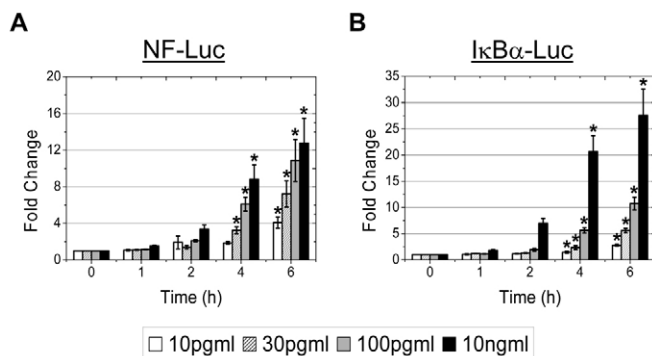 A
NF-Luc
B
IκBα-Luc
Fold Change
20
16
12
8
4
0
* * * * * * *
0 1 2 4 6
Time (h)
Fold Change
35
30
25
20
15
10
5
0
* * * * * * * *
0 1 2 4 6
Time (h)
10pgml 30pgml 100pgml 10ngml